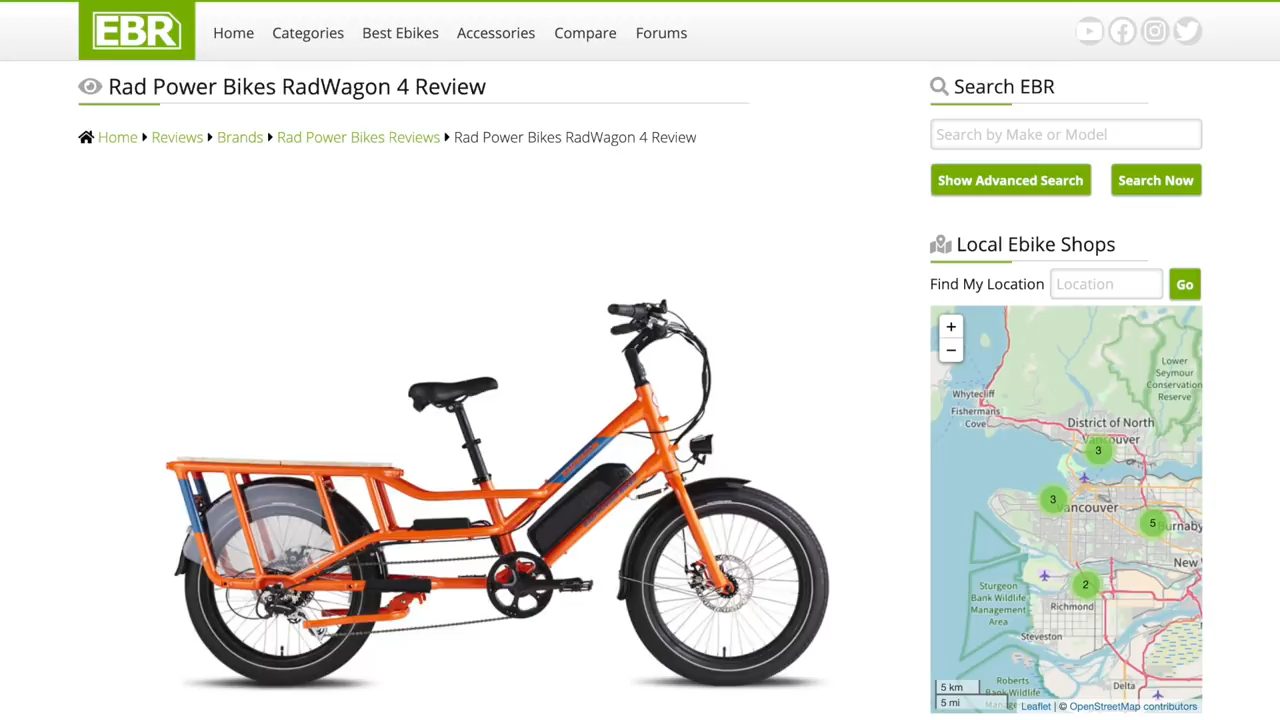 EBR
Home Categories Best Ebikes Accessories Compare Forums
Rad Power Bikes RadWagon 4 Review
Home Reviews Brands Rad Power Bikes Reviews Rad Power Bikes RadWagon 4 Review
Search EBR
Search by Make or Model
Show Advanced Search Search Now
Local Ebike Shops
Find My Location Location Go
+
−
Lower
Seymour
Conservation
Reserve
Whytecliff
Fishermans
Cove
District of North
Vancouver
3
3
Vancouver
5
Burnaby
New
2
Sturgeon
Bank Wildlife
Management
Area
Richmond
Steveston
Roberts
Bank Wildlife
Delta
5 km
5 mi
Leaflet | © OpenStreetMap contributors